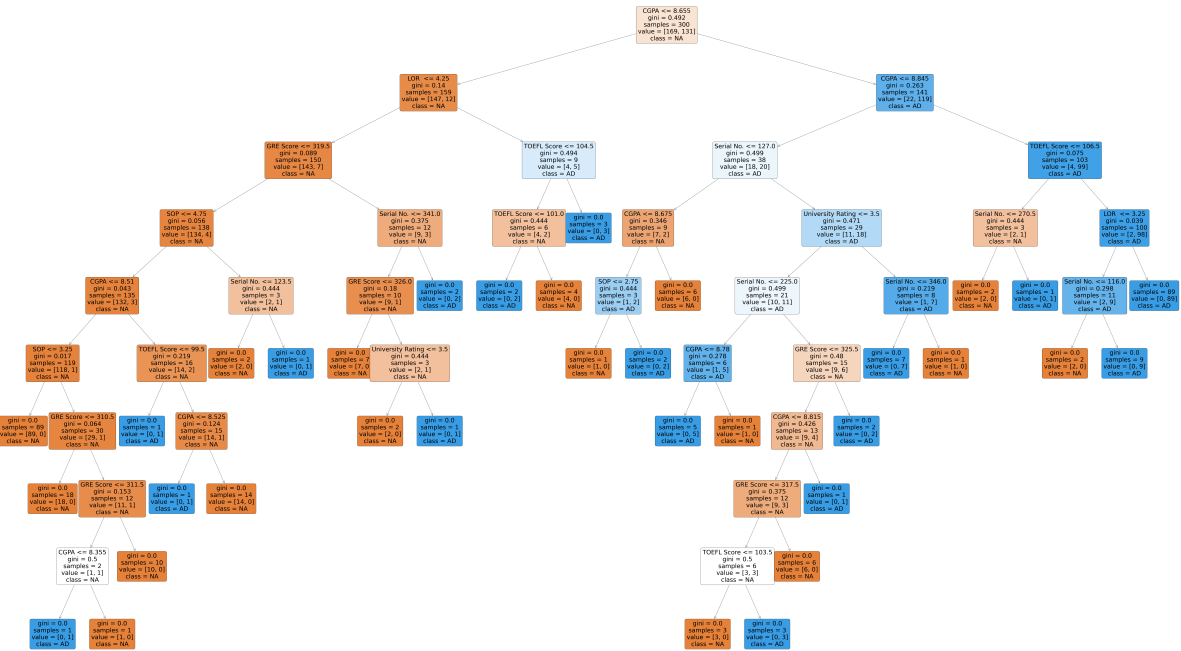 CGPA <= 8.655
gini = 0.492
samples = 300
value = [169, 131]
class = NA
LOR  <= 4.25
gini = 0.14
samples = 159
value = [147, 12]
class = NA
CGPA <= 8.845
gini = 0.263
samples = 141
value = [22, 119]
class = AD
GRE Score <= 319.5
gini = 0.089
samples = 150
value = [143, 7]
class = NA
TOEFL Score <= 104.5
gini = 0.494
samples = 9
value = [4, 5]
class = AD
Serial No. <= 127.0
gini = 0.499
samples = 38
value = [18, 20]
class = AD
TOEFL Score <= 106.5
gini = 0.075
samples = 103
value = [4, 99]
class = AD
SOP <= 4.75
gini = 0.056
samples = 138
value = [134, 4]
class = NA
Serial No. <= 341.0
gini = 0.375
samples = 12
value = [9, 3]
class = NA
TOEFL Score <= 101.0
gini = 0.444
samples = 6
value = [4, 2]
class = NA
gini = 0.0
samples = 3
value = [0, 3]
class = AD
CGPA <= 8.675
gini = 0.346
samples = 9
value = [7, 2]
class = NA
University Rating <= 3.5
gini = 0.471
samples = 29
value = [11, 18]
class = AD
Serial No. <= 270.5
gini = 0.444
samples = 3
value = [2, 1]
class = NA
LOR  <= 3.25
gini = 0.039
samples = 100
value = [2, 98]
class = AD
CGPA <= 8.51
gini = 0.043
samples = 135
value = [132, 3]
class = NA
Serial No. <= 123.5
gini = 0.444
samples = 3
value = [2, 1]
class = NA
GRE Score <= 326.0
gini = 0.18
samples = 10
value = [9, 1]
class = NA
gini = 0.0
samples = 2
value = [0, 2]
class = AD
gini = 0.0
samples = 2
value = [0, 2]
class = AD
gini = 0.0
samples = 4
value = [4, 0]
class = NA
SOP <= 2.75
gini = 0.444
samples = 3
value = [1, 2]
class = AD
gini = 0.0
samples = 6
value = [6, 0]
class = NA
Serial No. <= 225.0
gini = 0.499
samples = 21
value = [10, 11]
class = AD
Serial No. <= 346.0
gini = 0.219
samples = 8
value = [1, 7]
class = AD
gini = 0.0
samples = 2
value = [2, 0]
class = NA
gini = 0.0
samples = 1
value = [0, 1]
class = AD
Serial No. <= 116.0
gini = 0.298
samples = 11
value = [2, 9]
class = AD
gini = 0.0
samples = 89
value = [0, 89]
class = AD
SOP <= 3.25
gini = 0.017
samples = 119
value = [118, 1]
class = NA
TOEFL Score <= 99.5
gini = 0.219
samples = 16
value = [14, 2]
class = NA
gini = 0.0
samples = 2
value = [2, 0]
class = NA
gini = 0.0
samples = 1
value = [0, 1]
class = AD
gini = 0.0
samples = 7
value = [7, 0]
class = NA
University Rating <= 3.5
gini = 0.444
samples = 3
value = [2, 1]
class = NA
gini = 0.0
samples = 1
value = [1, 0]
class = NA
gini = 0.0
samples = 2
value = [0, 2]
class = AD
CGPA <= 8.78
gini = 0.278
samples = 6
value = [1, 5]
class = AD
GRE Score <= 325.5
gini = 0.48
samples = 15
value = [9, 6]
class = NA
gini = 0.0
samples = 7
value = [0, 7]
class = AD
gini = 0.0
samples = 1
value = [1, 0]
class = NA
gini = 0.0
samples = 2
value = [2, 0]
class = NA
gini = 0.0
samples = 9
value = [0, 9]
class = AD
gini = 0.0
samples = 89
value = [89, 0]
class = NA
GRE Score <= 310.5
gini = 0.064
samples = 30
value = [29, 1]
class = NA
gini = 0.0
samples = 1
value = [0, 1]
class = AD
CGPA <= 8.525
gini = 0.124
samples = 15
value = [14, 1]
class = NA
gini = 0.0
samples = 2
value = [2, 0]
class = NA
gini = 0.0
samples = 1
value = [0, 1]
class = AD
gini = 0.0
samples = 5
value = [0, 5]
class = AD
gini = 0.0
samples = 1
value = [1, 0]
class = NA
CGPA <= 8.815
gini = 0.426
samples = 13
value = [9, 4]
class = NA
gini = 0.0
samples = 2
value = [0, 2]
class = AD
gini = 0.0
samples = 18
value = [18, 0]
class = NA
GRE Score <= 311.5
gini = 0.153
samples = 12
value = [11, 1]
class = NA
gini = 0.0
samples = 1
value = [0, 1]
class = AD
gini = 0.0
samples = 14
value = [14, 0]
class = NA
GRE Score <= 317.5
gini = 0.375
samples = 12
value = [9, 3]
class = NA
gini = 0.0
samples = 1
value = [0, 1]
class = AD
CGPA <= 8.355
gini = 0.5
samples = 2
value = [1, 1]
class = NA
gini = 0.0
samples = 10
value = [10, 0]
class = NA
TOEFL Score <= 103.5
gini = 0.5
samples = 6
value = [3, 3]
class = NA
gini = 0.0
samples = 6
value = [6, 0]
class = NA
gini = 0.0
samples = 1
value = [0, 1]
class = AD
gini = 0.0
samples = 1
value = [1, 0]
class = NA
gini = 0.0
samples = 3
value = [3, 0]
class = NA
gini = 0.0
samples = 3
value = [0, 3]
class = AD